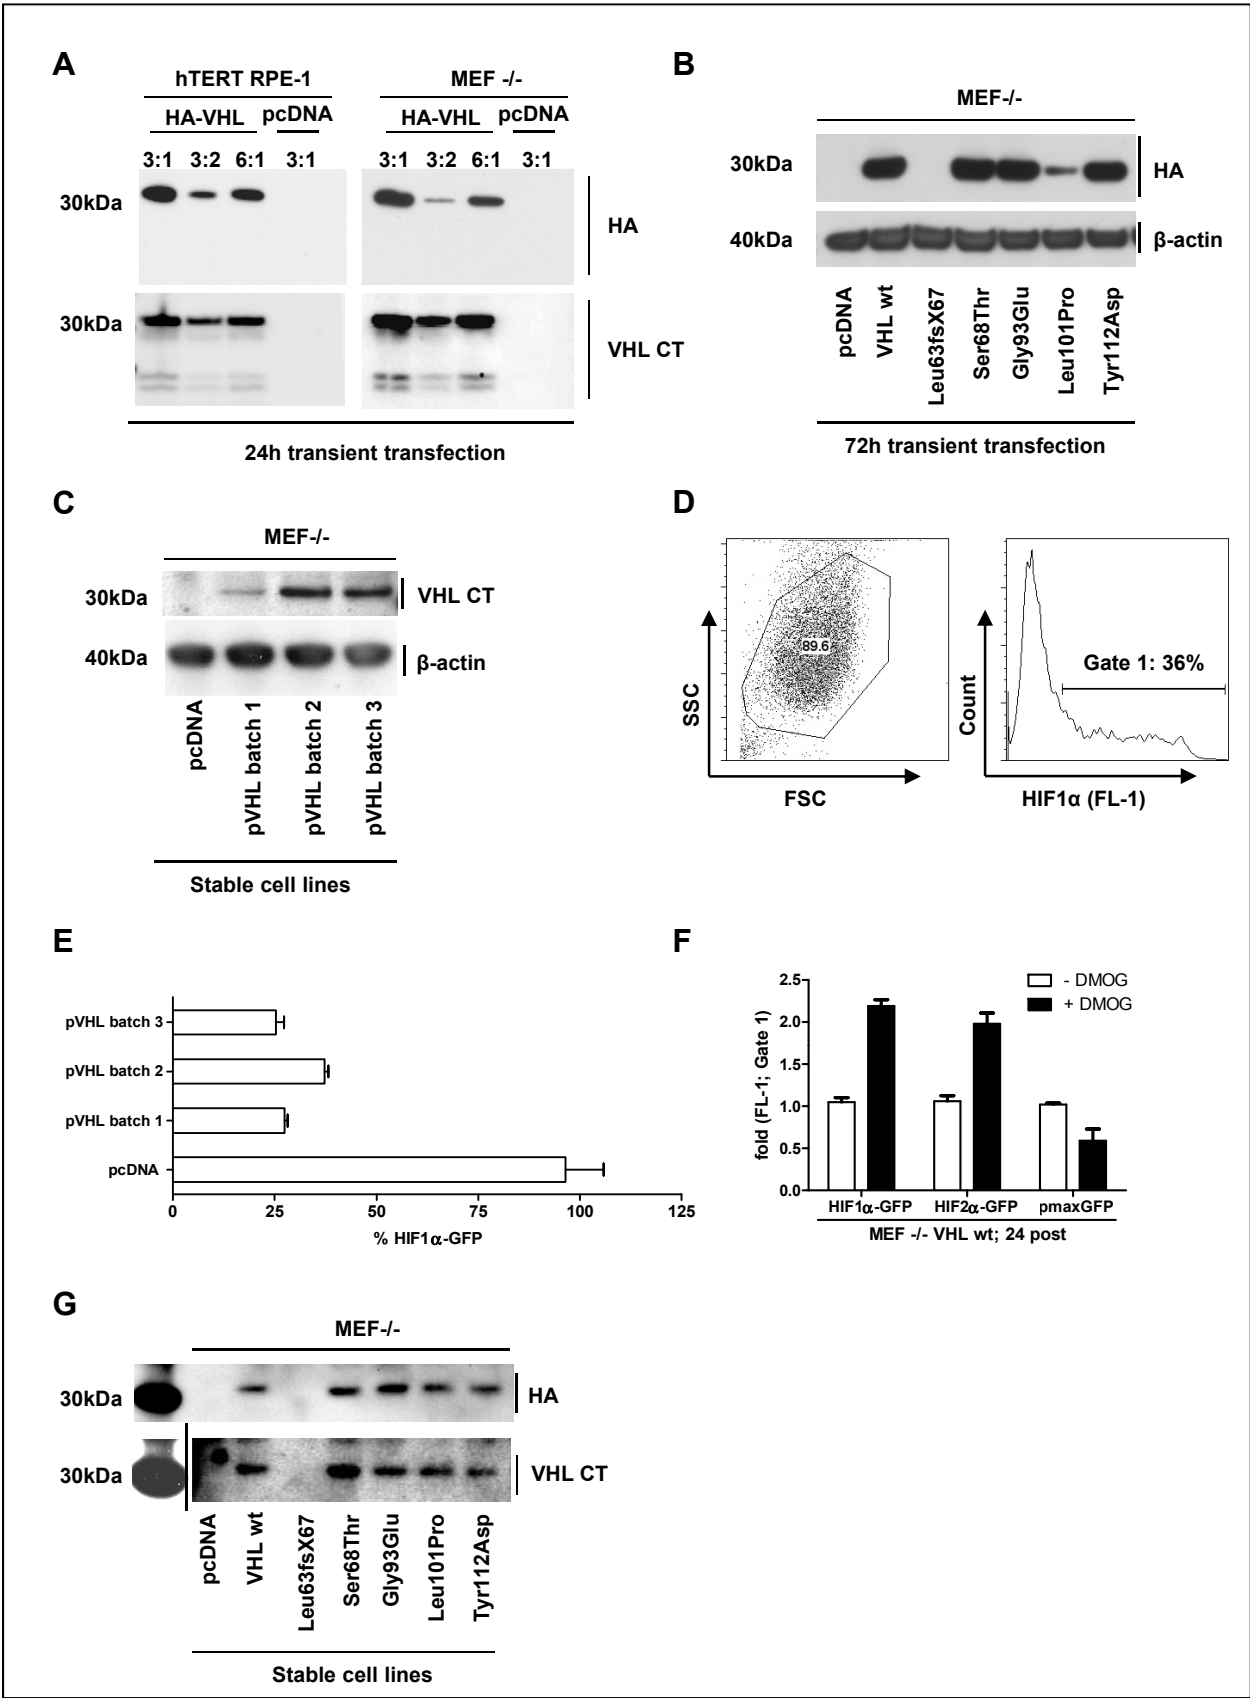 A
hTERT RPE-1
MEF -/-
HA-VHL
pcDNA
HA-VHL
pcDNA
3:1 3:2 6:1 3:1
3:1 3:2 6:1 3:1
30kDa
HA
30kDa
VHL CT
24h transient transfection
B
MEF-/-
30kDa
HA
40kDa
β-actin
pcDNA
VHL wt
Leu63fsX67
Ser68Thr
Gly93Glu
Leu101Pro
Tyr112Asp
72h transient transfection
C
MEF-/-
30kDa
VHL CT
40kDa
β-actin
pcDNA
pVHL batch 1
pVHL batch 2
pVHL batch 3
Stable cell lines
D
89.6
SSC
FSC
Gate 1: 36%
Count
HIF1α (FL-1)
E
pVHL batch 3
pVHL batch 2
pVHL batch 1
pcDNA
0 25 50 75 100 125
% HIF1α-GFP
F
- DMOG
+ DMOG
fold (FL-1; Gate 1)
2.5
2.0
1.5
1.0
0.5
0.0
HIF1α-GFP HIF2α-GFP pmaxGFP
MEF -/- VHL wt; 24 post
G
MEF-/-
30kDa
HA
30kDa
VHL CT
pcDNA
VHL wt
Leu63fsX67
Ser68Thr
Gly93Glu
Leu101Pro
Tyr112Asp
Stable cell lines